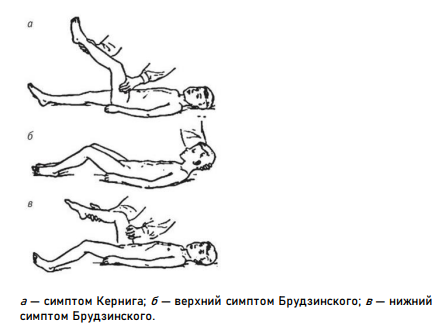 а
б
в
а — симптом Кернига; б — верхний симптом Брудзинского; в — нижний
симптом Брудзинского.